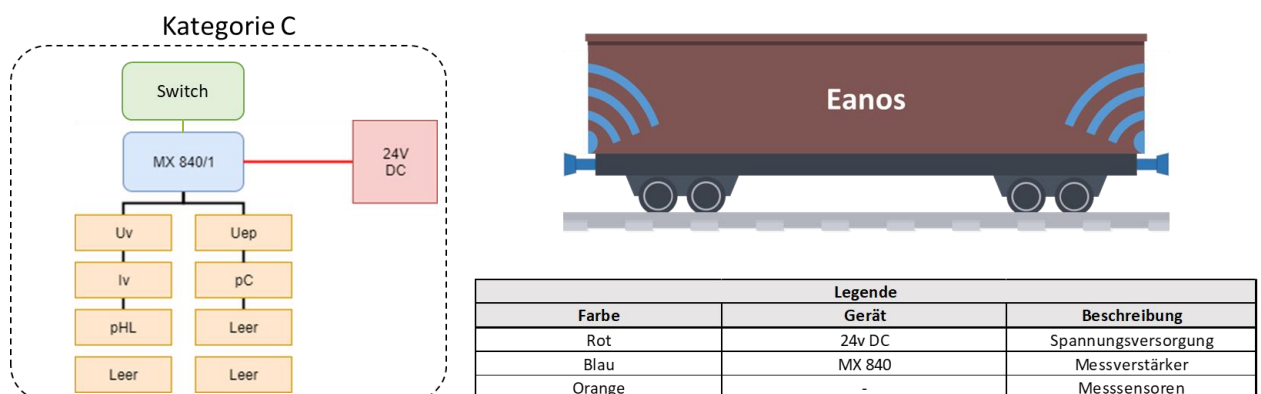 Kategorie C
Switch
MX 840/1
24V
DC
Uv
Uep
Iv
pC
pHL
Leer
Leer
Leer
Eanos
Legende
Farbe Gerät Beschreibung
Rot 24v DC Spannungsversorgung
Blau MX 840 Messverstärker
Orange - Messsensoren